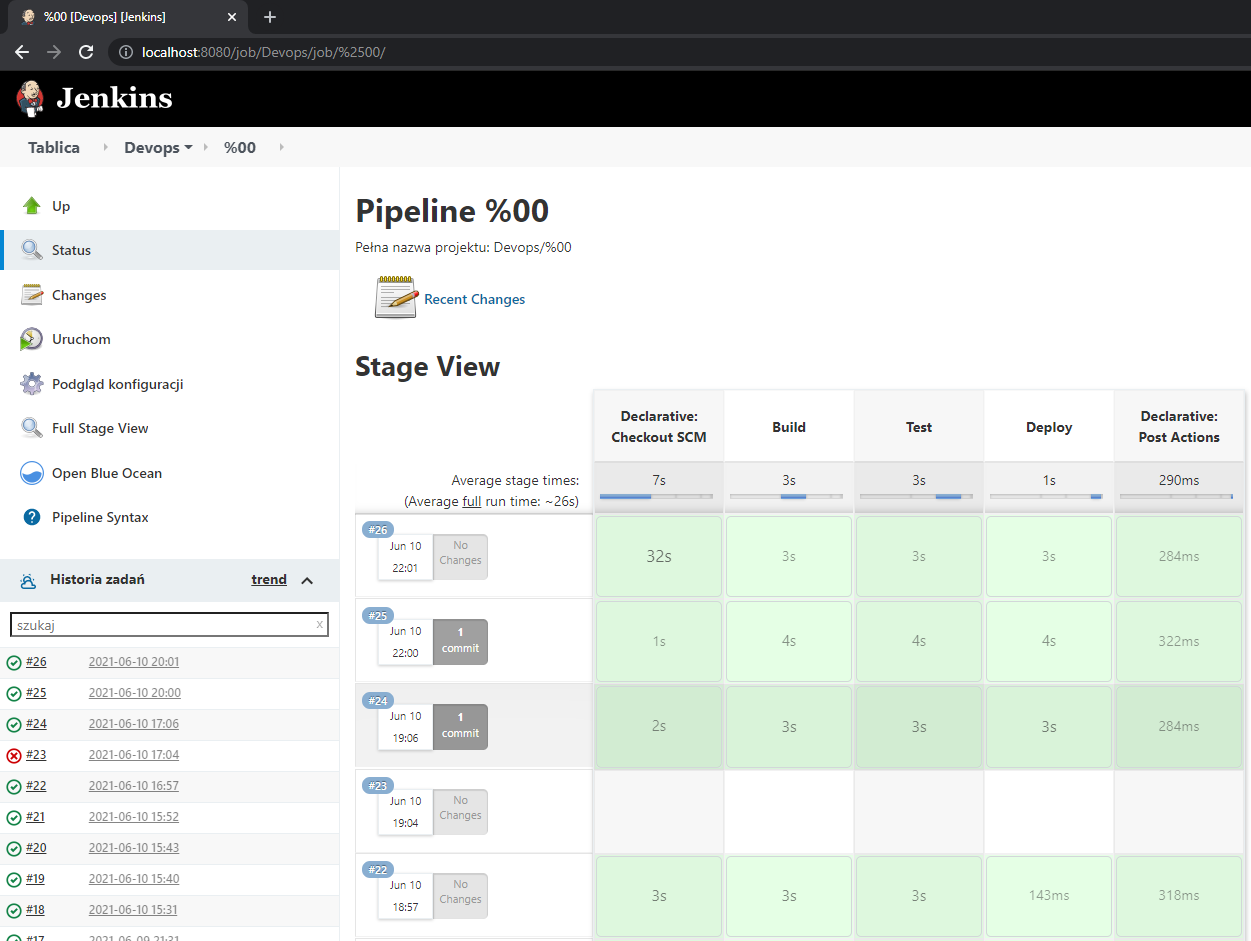 %00 [Devops] [Jenkins]
localhost:8080/job/Devops/job/%2500/
Jenkins
Tablica Devops %00
Up
Status
Changes
Uruchom
Podgląd konfiguracji
Full Stage View
Open Blue Ocean
Pipeline Syntax
Historia zadań trend
szukaj x
#26 2021-06-10 20:01
#25 2021-06-10 20:00
#24 2021-06-10 17:06
#23 2021-06-10 17:04
#22 2021-06-10 16:57
#21 2021-06-10 15:52
#20 2021-06-10 15:43
#19 2021-06-10 15:40
#18 2021-06-10 15:31
#17 2021-06-09 21:31
Pipeline %00
Pełna nazwa projektu: Devops/%00
Recent Changes
Stage View
Declarative: Checkout SCM
Build
Test
Deploy
Declarative: Post Actions
Average stage times: 7s 3s 3s 1s 290ms
(Average full run time: ~26s)
#26
Jun 10 No
22:01 Changes
32s 3s 3s 3s 284ms
#25
Jun 10 1
22:00 commit
1s 4s 4s 4s 322ms
#24
Jun 10 1
19:06 commit
2s 3s 3s 3s 284ms
#23
Jun 10 No
19:04 Changes
#22
Jun 10 No
18:57 Changes
3s 3s 3s 143ms 318ms